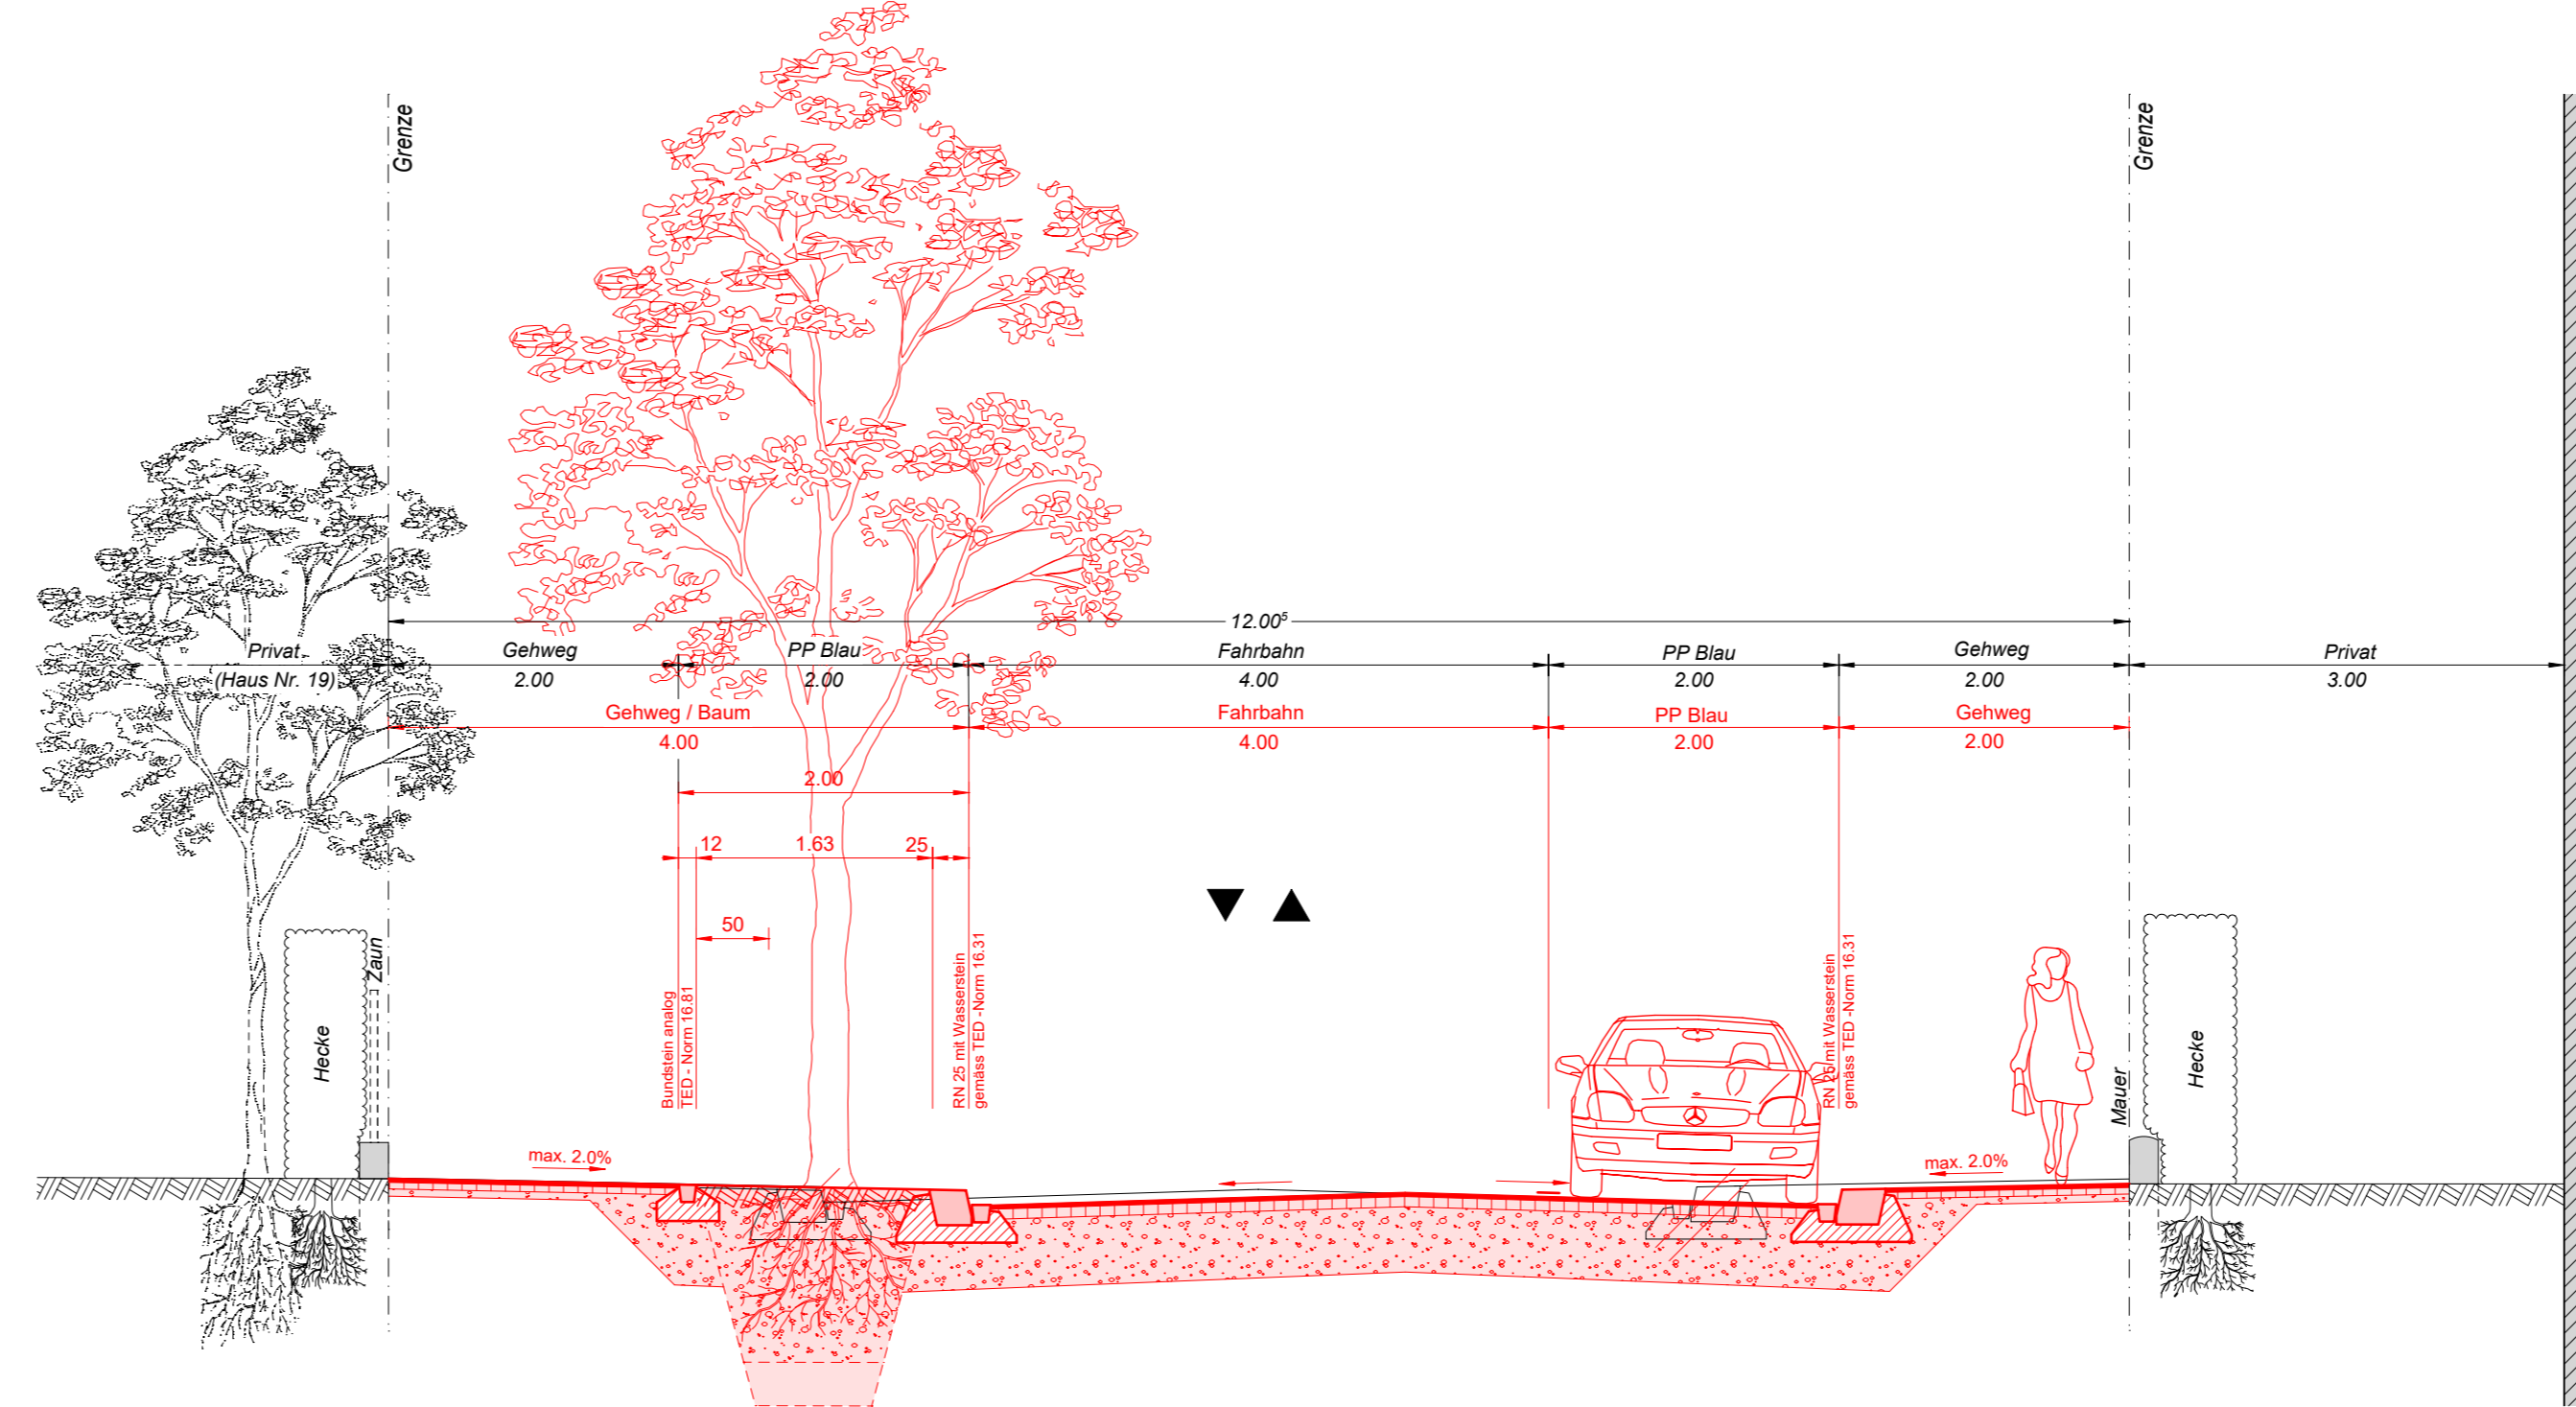 Grenze
Grenze
12.00⁵
Privat
(Haus Nr. 19)
Gehweg
2.00
PP Blau
2.00
Fahrbahn
4.00
PP Blau
2.00
Gehweg
2.00
Privat
3.00
Gehweg / Baum
4.00
Fahrbahn
4.00
PP Blau
2.00
Gehweg
2.00
2.00
12
1.63
25
50
Zaun
Hecke
Bundstein analog
TED - Norm 16.81
RN 25 mit Wasserstein
gemäss TED -Norm 16.31
RN 25 mit Wasserstein
gemäss TED -Norm 16.31
Mauer
Hecke
max. 2.0%
max. 2.0%